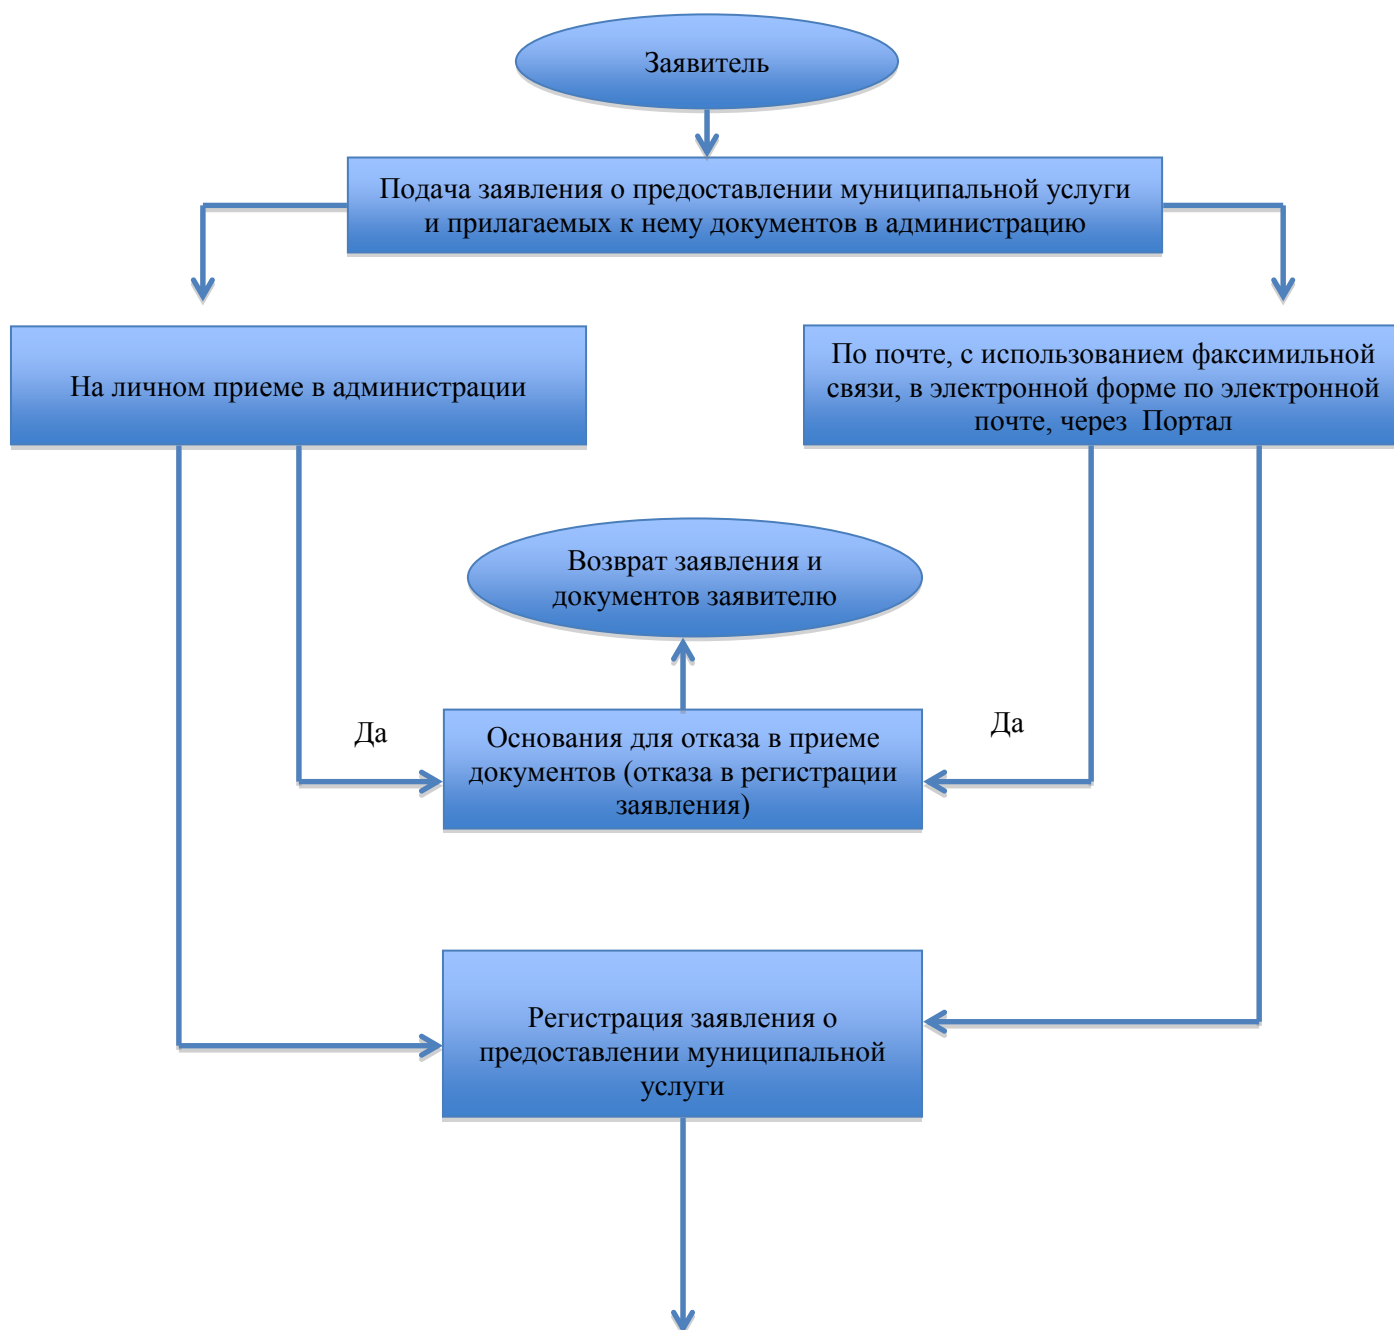 Заявитель
Подача заявления о предоставлении муниципальной услуги
и прилагаемых к нему документов в администрацию
На личном приеме в администрации
По почте, с использованием факсимильной
связи, в электронной форме по электронной
почте, через  Портал
Возврат заявления и
документов заявителю
Да
Основания для отказа в приеме
документов (отказа в регистрации
заявления)
Да
Регистрация заявления о
предоставлении муниципальной
услуги